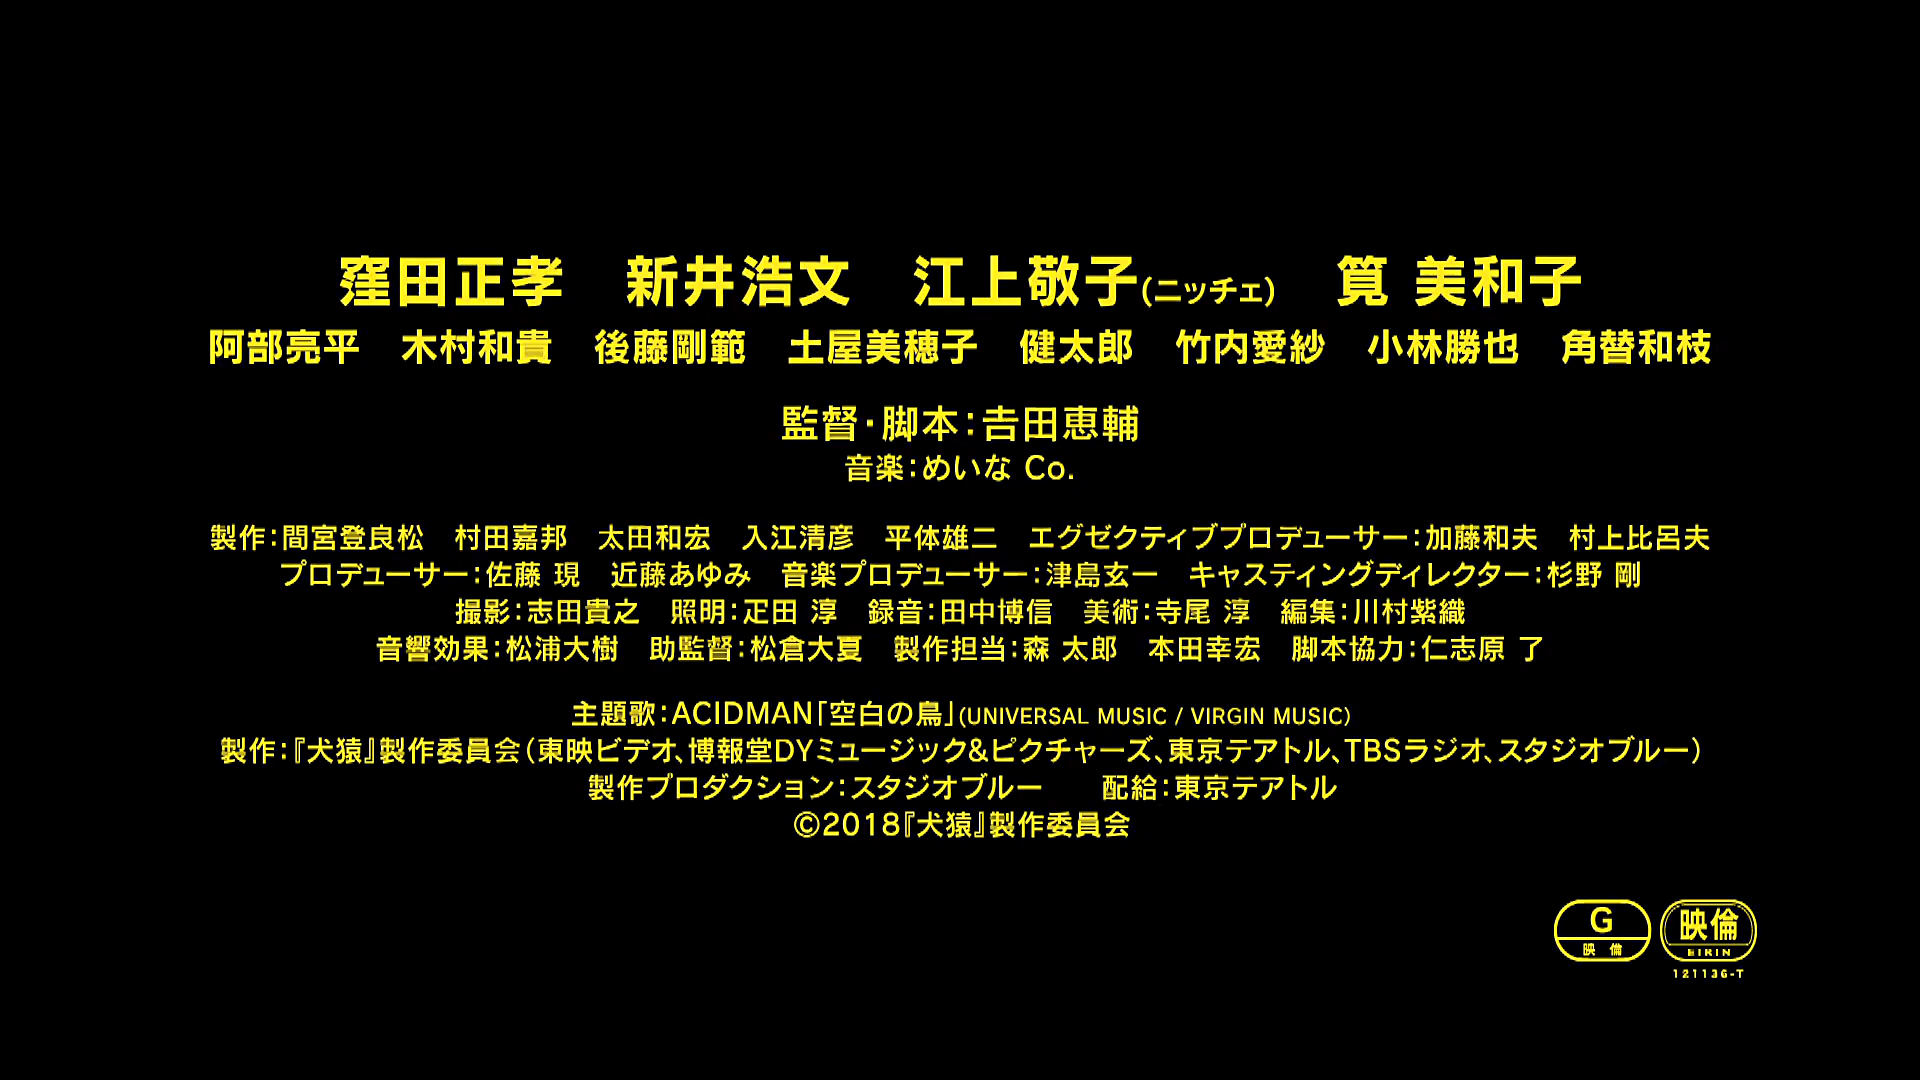 窪田正孝　新井浩文　江上敬子(ニッチェ)　筧 美和子
阿部亮平　木村和貴　後藤剛範　土屋美穂子　健太郎　竹内愛紗　小林勝也　角替和枝
監督・脚本：𠮷田恵輔
音楽：めいな Co.
製作：間宮登良松　村田嘉邦　太田和宏　入江清彦　平体雄二　エグゼクティブプロデューサー：加藤和夫　村上比呂夫
プロデューサー：佐藤 現　近藤あゆみ　音楽プロデューサー：津島玄一　キャスティングディレクター：杉野 剛
撮影：志田貴之　照明：疋田 淳　録音：田中博信　美術：寺尾 淳　編集：川村紫織
音響効果：松浦大樹　助監督：松倉大夏　製作担当：森 太郎　本田幸宏　脚本協力：仁志原 了
主題歌：ACIDMAN「空白の鳥」(UNIVERSAL MUSIC / VIRGIN MUSIC)
製作：『犬猿』製作委員会（東映ビデオ、博報堂DYミュージック&ピクチャーズ、東京テアトル、TBSラジオ、スタジオブルー）
製作プロダクション：スタジオブルー　　配給：東京テアトル
©2018『犬猿』製作委員会
G 映倫
映倫 EIRIN
121136-T